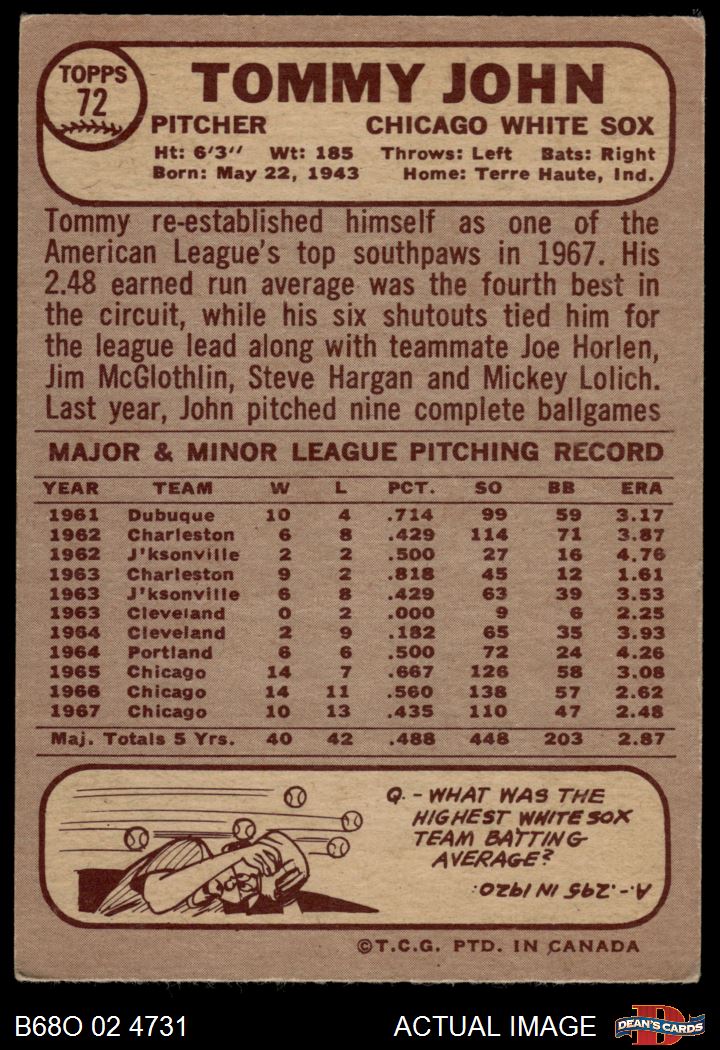 TOPPS
72
TOMMY JOHN
PITCHER CHICAGO WHITE SOX
Ht: 6'3" Wt: 185 Throws: Left Bats: Right
Born: May 22, 1943 Home: Terre Haute, Ind.
Tommy re-established himself as one of the
American League's top southpaws in 1967. His
2.48 earned run average was the fourth best in
the circuit, while his six shutouts tied him for
the league lead along with teammate Joe Horlen,
Jim McGlothlin, Steve Hargan and Mickey Lolich.
Last year, John pitched nine complete ballgames
MAJOR & MINOR LEAGUE PITCHING RECORD
YEAR TEAM W L PCT. SO BB ERA
1961 Dubuque 10 4 .714 99 59 3.17
1962 Charleston 6 8 .429 114 71 3.87
1962 J'ksonville 2 2 .500 27 16 4.76
1963 Charleston 9 2 .818 45 12 1.61
1963 J'ksonville 6 8 .429 63 39 3.53
1963 Cleveland 0 2 .000 9 6 2.25
1964 Cleveland 2 9 .182 65 35 3.93
1964 Portland 6 6 .500 72 24 4.26
1965 Chicago 14 7 .667 126 58 3.08
1966 Chicago 14 11 .560 138 57 2.62
1967 Chicago 10 13 .435 110 47 2.48
Maj. Totals 5 Yrs. 40 42 .488 448 203 2.87
Q. - WHAT WAS THE
HIGHEST WHITE SOX
TEAM BATTING
AVERAGE?
A. - .295 IN 1920.
©T.C.G. PTD. IN CANADA
B68O 02 4731 ACTUAL IMAGE
D
DEAN'S CARDS